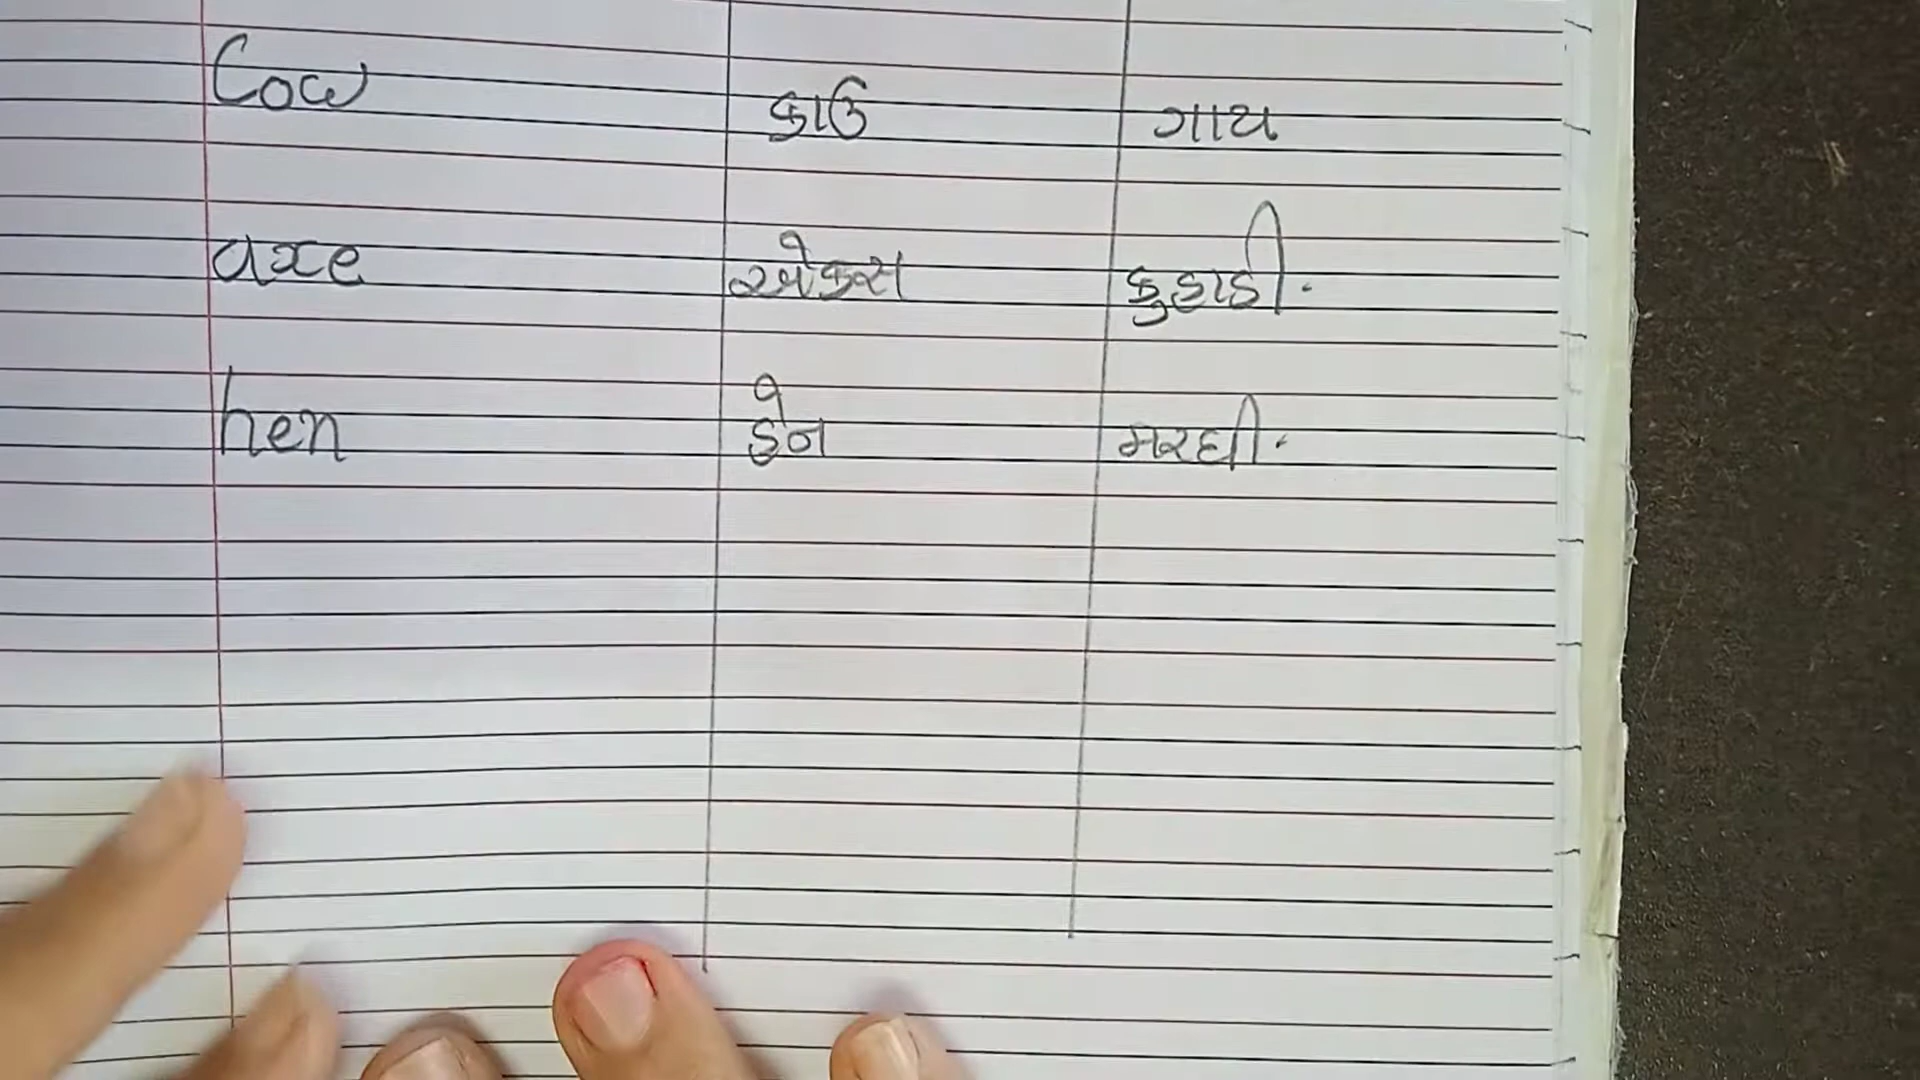 Cow કાઉ ગાય
axe એક્સ કુહાડી.
hen હેન મરઘી.